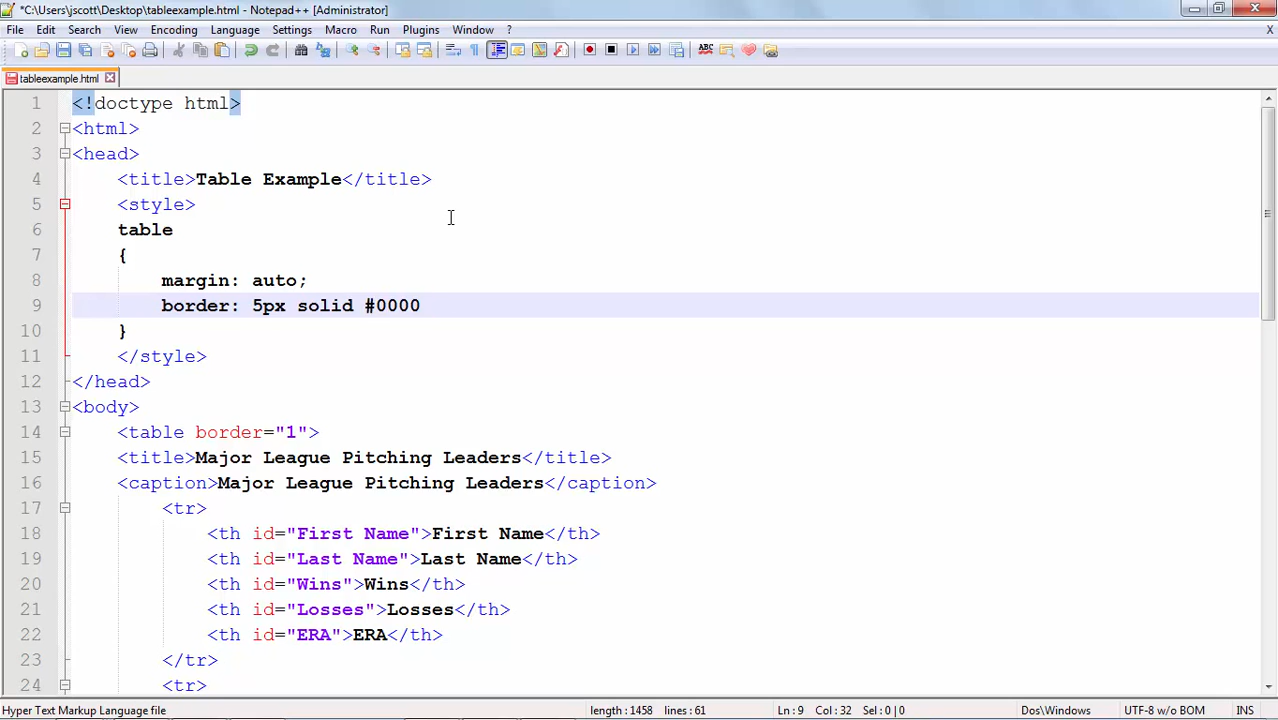 *C:\Users\jscott\Desktop\tableexample.html - Notepad++ [Administrator]
File Edit Search View Encoding Language Settings Macro Run Plugins Window ? X
ABC
tableexample.html
1 <!doctype html>
2 <html>
3 <head>
4 <title>Table Example</title>
5 <style>
6 table
7 {
8 margin: auto;
9 border: 5px solid #0000
10 }
11 </style>
12 </head>
13 <body>
14 <table border="1">
15 <title>Major League Pitching Leaders</title>
16 <caption>Major League Pitching Leaders</caption>
17 <tr>
18 <th id="First Name">First Name</th>
19 <th id="Last Name">Last Name</th>
20 <th id="Wins">Wins</th>
21 <th id="Losses">Losses</th>
22 <th id="ERA">ERA</th>
23 </tr>
24 <tr>
Hyper Text Markup Language file length : 1458 lines : 61 Ln : 9 Col : 32 Sel : 0 | 0 Dos\Windows UTF-8 w/o BOM INS